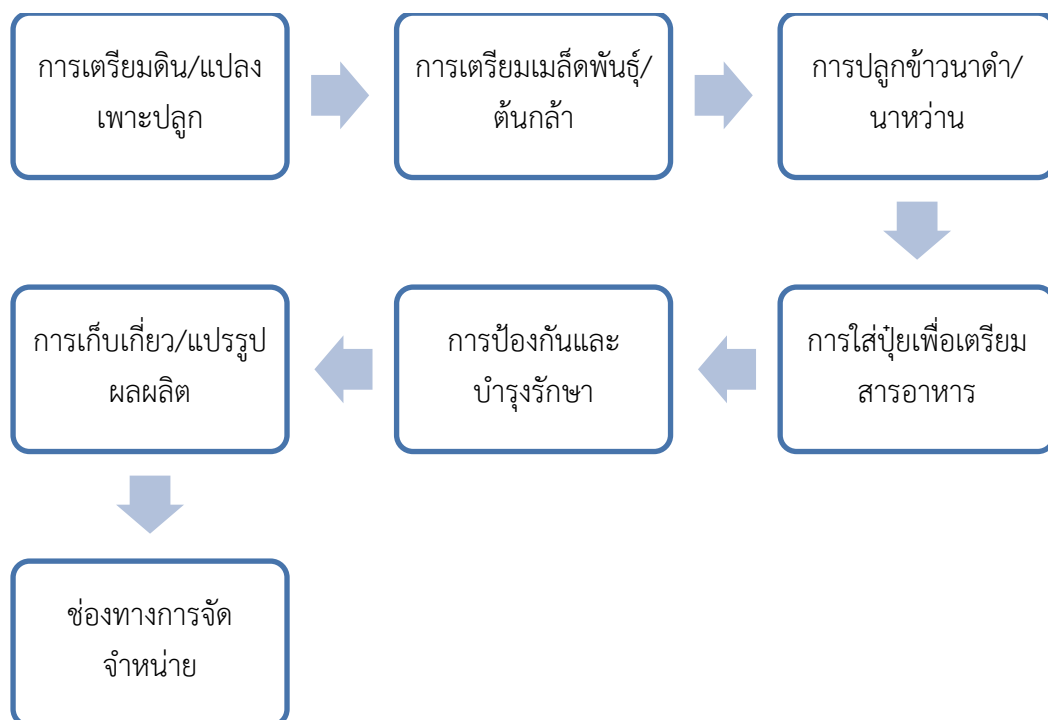 การเตรียมดิน/แปลง
เพาะปลูก
การเตรียมเมล็ดพันธุ์/
ต้นกล้า
การปลูกข้าวนาดำ/
นาหว่าน
การใส่ปุ๋ยเพื่อเตรียม
สารอาหาร
การป้องกันและ
บำรุงรักษา
การเก็บเกี่ยว/แปรรูป
ผลผลิต
ช่องทางการจัด
จำหน่าย